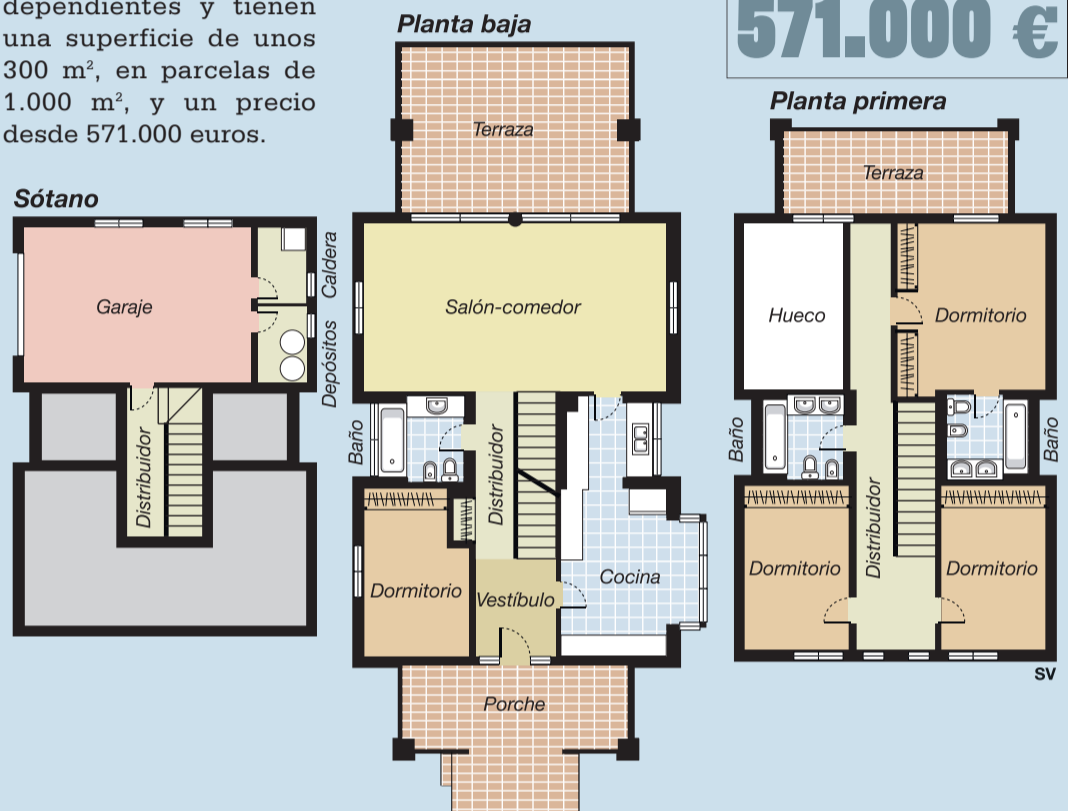 dependientes y tienen
una superficie de unos
300 m², en parcelas de
1.000 m², y un precio
desde 571.000 euros.
571.000 €
Sótano
Garaje
Caldera
Depósitos
Distribuidor
Planta baja
Terraza
Salón-comedor
Baño
Distribuidor
Dormitorio
Vestíbulo
Cocina
Porche
Planta primera
Terraza
Hueco
Dormitorio
Baño
Baño
Distribuidor
Dormitorio
Dormitorio
SV